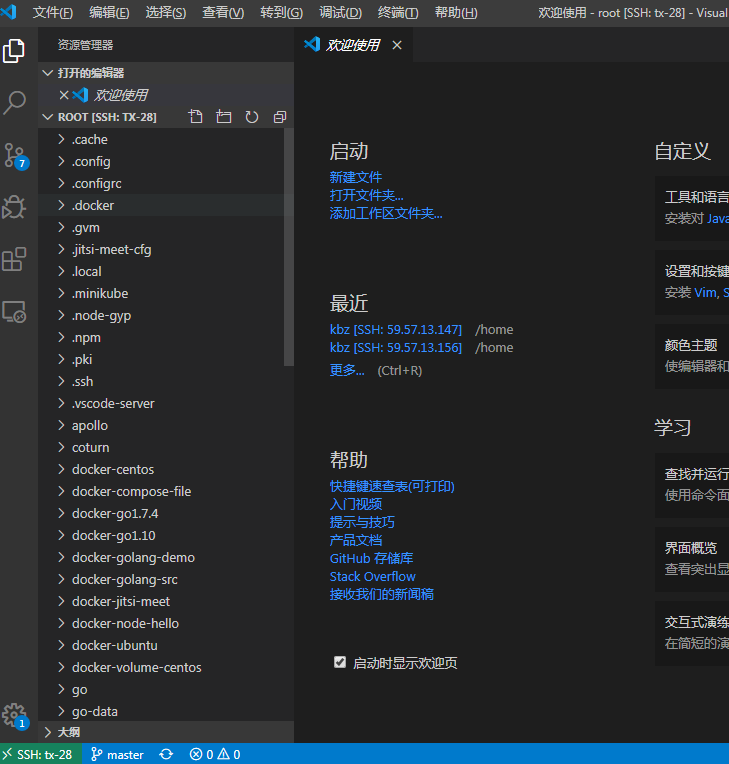 文件(F) 编辑(E) 选择(S) 查看(V) 转到(G) 调试(D) 终端(T) 帮助(H) 欢迎使用 - root [SSH: tx-28] - Visual
资源管理器
打开的编辑器
欢迎使用
ROOT [SSH: TX-28]
.cache
.config
.configrc
.docker
.gvm
.jitsi-meet-cfg
.local
.minikube
.node-gyp
.npm
.pki
.ssh
.vscode-server
apollo
coturn
docker-centos
docker-compose-file
docker-go1.7.4
docker-go1.10
docker-golang-demo
docker-golang-src
docker-jitsi-meet
docker-node-hello
docker-ubuntu
docker-volume-centos
go
go-data
大纲
7
1
欢迎使用
启动
新建文件
打开文件夹...
添加工作区文件夹...
最近
kbz [SSH: 59.57.13.147] /home
kbz [SSH: 59.57.13.156] /home
更多... (Ctrl+R)
帮助
快捷键速查表(可打印)
入门视频
提示与技巧
产品文档
GitHub 存储库
Stack Overflow
接收我们的新闻稿
启动时显示欢迎页
自定义
工具和语言
安装对 Java
设置和按键
安装 Vim, S
颜色主题
使编辑器和
学习
查找并运行
使用命令面
界面概览
查看突出显
交互式演练
在简短的演
SSH: tx-28 master 0 0